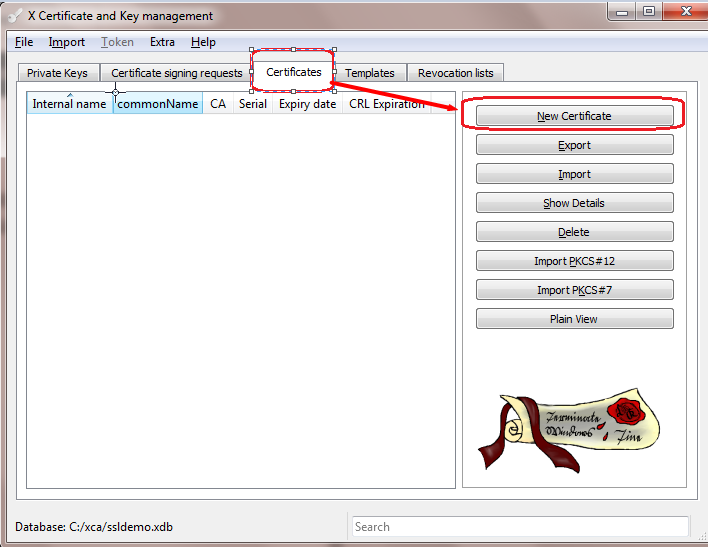 X Certificate and Key management
File Import Token Extra Help
Private Keys Certificate signing requests Certificates Templates Revocation lists
Internal name commonName CA Serial Expiry date CRL Expiration
New Certificate
Export
Import
Show Details
Delete
Import PKCS#12
Import PKCS#7
Plain View
Windows
Database: C:/xca/ssldemo.xdb
Search